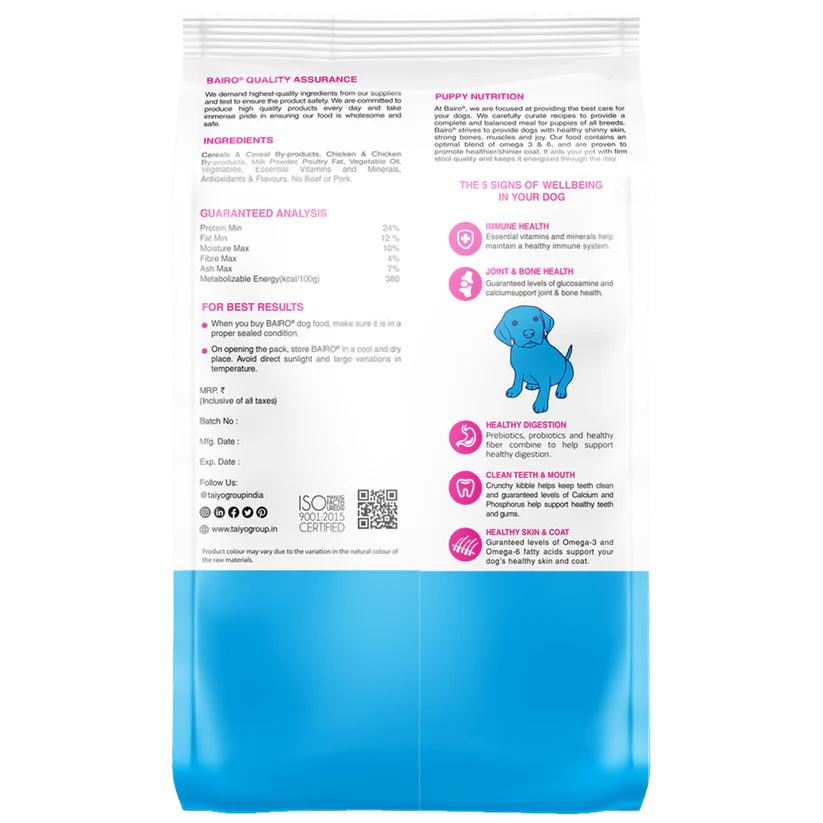 BAIRO® QUALITY ASSURANCE
We demand highest-quality ingredients from our suppliers
and test to ensure the product safety. We are committed to
produce high quality products every day and take
immense pride in ensuring our food is wholesome and
safe.
INGREDIENTS
Cereals & Cereal By-products, Chicken & Chicken
By-products, Milk Powder, Poultry Fat, Vegetable Oil,
Vegetables, Essential Vitamins and Minerals,
Antioxidants & Flavours. No Beef or Pork.
GUARANTEED ANALYSIS
Protein Min 24%
Fat Min 12 %
Moisture Max 10%
Fibre Max 4%
Ash Max 7%
Metabolizable Energy(kcal/100g) 380
FOR BEST RESULTS
When you buy BAIRO® dog food, make sure it is in a
proper sealed condition.
On opening the pack, store BAIRO® in a cool and dry
place. Avoid direct sunlight and large variations in
temperature.
MRP. ₹
(Inclusive of all taxes)
Batch No :
Mfg. Date :
Exp. Date :
Follow Us:
@taiyogroupindia
www.taiyogroup.in
ISO
9001:2015
CERTIFIED
Product colour may vary due to the variation in the natural colour of
the raw materials.
PUPPY NUTRITION
At Bairo®, we are focused at providing the best care for
your dogs. We carefully curate recipes to provide a
complete and balanced meal for puppies of all breeds.
Bairo® strives to provide dogs with healthy shinny skin,
strong bones, muscles and joy. Our food contains an
optimal blend of omega 3 & 6, and are proven to
promote healthier/shinier coat. It aids your pet with firm
stool quality and keeps it energized through the day.
THE 5 SIGNS OF WELLBEING
IN YOUR DOG
IMMUNE HEALTH
Essential vitamins and minerals help
maintain a healthy immune system.
JOINT & BONE HEALTH
Guaranteed levels of glucosamine and
calciumsupport joint & bone health.
HEALTHY DIGESTION
Prebiotics, probiotics and healthy
fiber combine to help support
healthy digestion.
CLEAN TEETH & MOUTH
Crunchy kibble helps keep teeth clean
and guaranteed levels of Calcium and
Phosphorus help support healthy teeth
and gums.
HEALTHY SKIN & COAT
Guranteed levels of Omega-3 and
Omega-6 fatty acids support your
dog's healthy skin and coat.